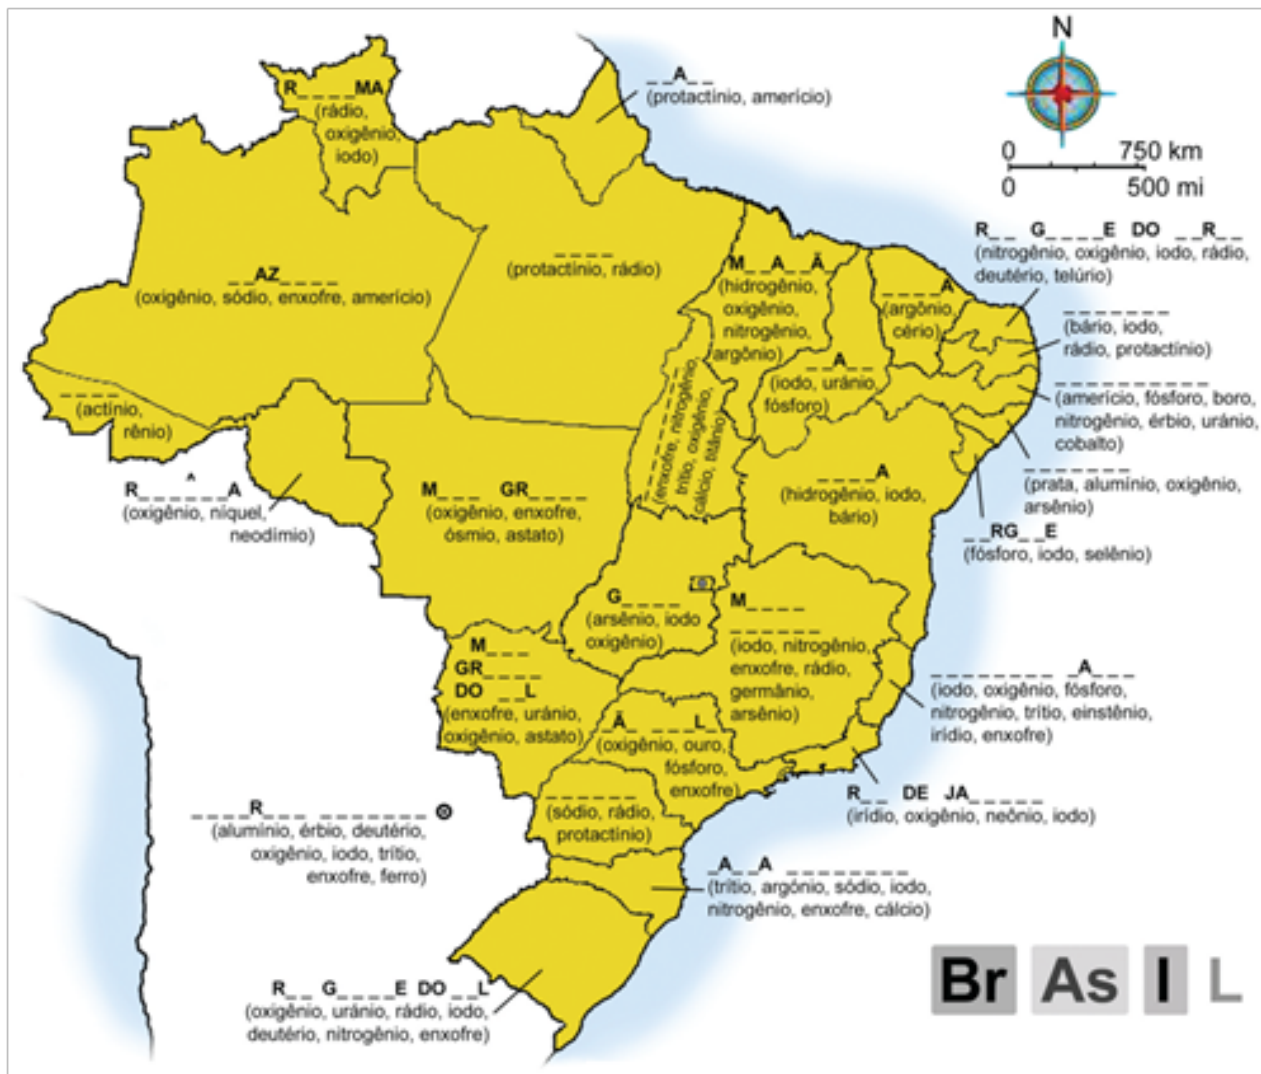 N
0 750 km
0 500 mi
R_ _ _ _MA
(rádio,
oxigênio,
iodo)
_ _A_ _
(protactínio, amerício)
_ _AZ_ _ _ _
(oxigênio, sódio, enxofre, amerício)
_ _ _ _
(protactínio, rádio)
M_ _A_ _Ã_
(hidrogênio,
oxigênio,
nitrogênio,
argônio)
_ _ _ _A
(argônio,
cério)
R_ _ G_ _ _ _E DO _ _R_ _
(nitrogênio, oxigênio, iodo, rádio,
deutério, telúrio)
_ _ _ _ _ _ _
(bário, iodo,
rádio, protactínio)
_ _A_ _
(iodo, urânio,
fósforo)
_ _ _ _ _ _ _ _ _ _
(amerício, fósforo, boro,
nitrogênio, érbio, urânio,
cobalto)
_ _ _ _ _ _ _
(prata, alumínio, oxigênio,
arsênio)
_ _RG_ _E
(fósforo, iodo, selênio)
_ _ _ _
(actínio,
rênio)
R_ _ _ _^_ _A
(oxigênio, níquel,
neodímio)
M_ _ _ GR_ _ _ _ _
(oxigênio, enxofre,
ósmio, astato)
_ _ _ _ _ _ _ _ _
(enxofre, nitrogênio,
trítio, oxigênio,
cálcio, titânio)
_ _ _ _A
(hidrogênio, iodo,
bário)
G_ _ _ _
(arsênio, iodo
oxigênio)
M_ _ _ _
_ _ _ _ _ _
(iodo, nitrogênio,
enxofre, rádio,
germânio,
arsênio)
M_ _ _
GR_ _ _ _ _
DO _ _L
(enxofre, urânio,
oxigênio, astato)
_ _ _ _ _ _ _ _ _A_ _ _
(iodo, oxigênio, fósforo,
nitrogênio, trítio, einstênio,
irídio, enxofre)
_Ã_ _ _ _L_
(oxigênio, ouro,
fósforo,
enxofre)
R_ _ DE JA_ _ _ _ _
(irídio, oxigênio, neônio, iodo)
_ _ _ _R_ _ _ _ _ _ _ _ _ _
(alumínio, érbio, deutério,
oxigênio, iodo, trítio,
enxofre, ferro)
_ _ _ _ _ _
(sódio, rádio,
protactínio)
_A_ _A _ _ _ _ _ _ _ _
(trítio, argônio, sódio, iodo,
nitrogênio, enxofre, cálcio)
R_ _ G_ _ _ _E DO _ _L
(oxigênio, urânio, rádio, iodo,
deutério, nitrogênio, enxofre)
Br As I L